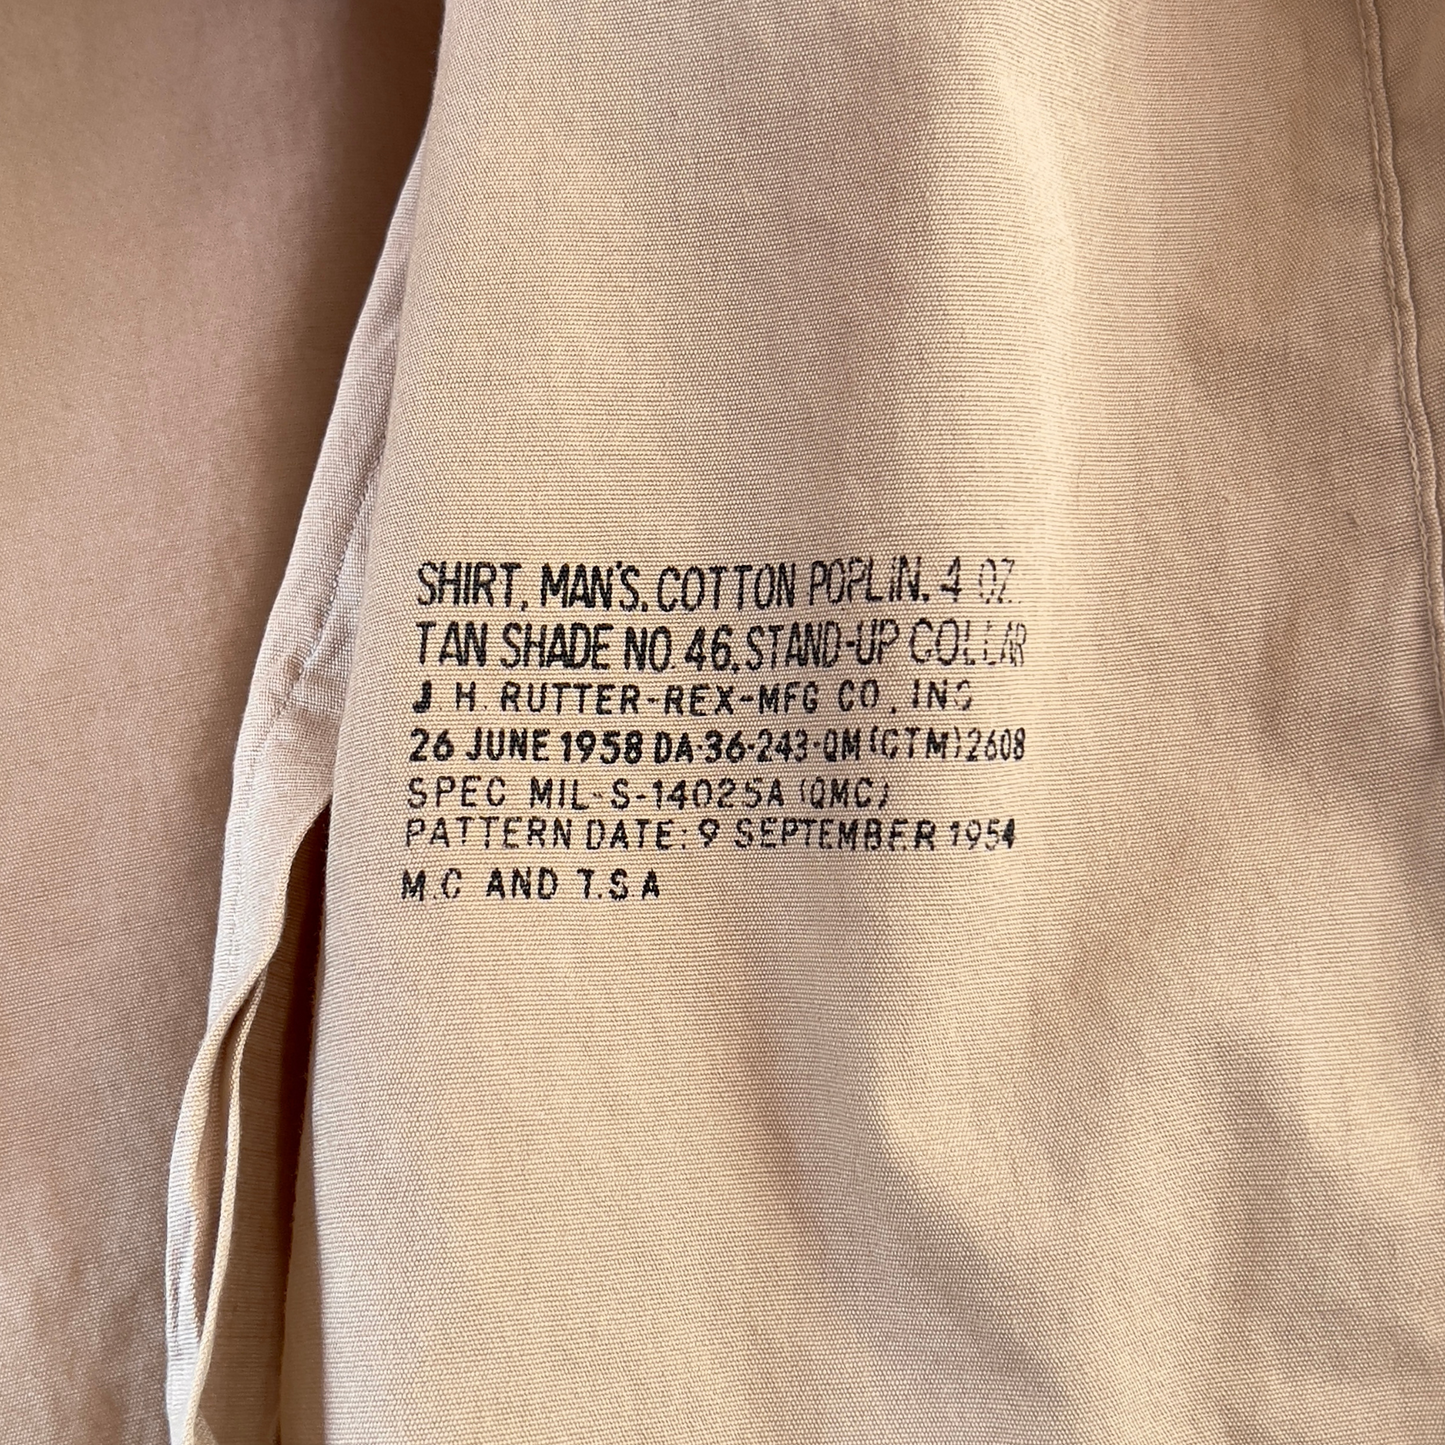 SHIRT, MAN'S, COTTON POPLIN, 4 OZ.
TAN SHADE NO. 46, STAND-UP COLLAR
J. H. RUTTER-REX-MFG CO., INC
26 JUNE 1958 DA-36-243-QM(CTM)2608
SPEC MIL-S-14025A (QMC)
PATTERN DATE: 9 SEPTEMBER 1954
M.C AND T.S.A